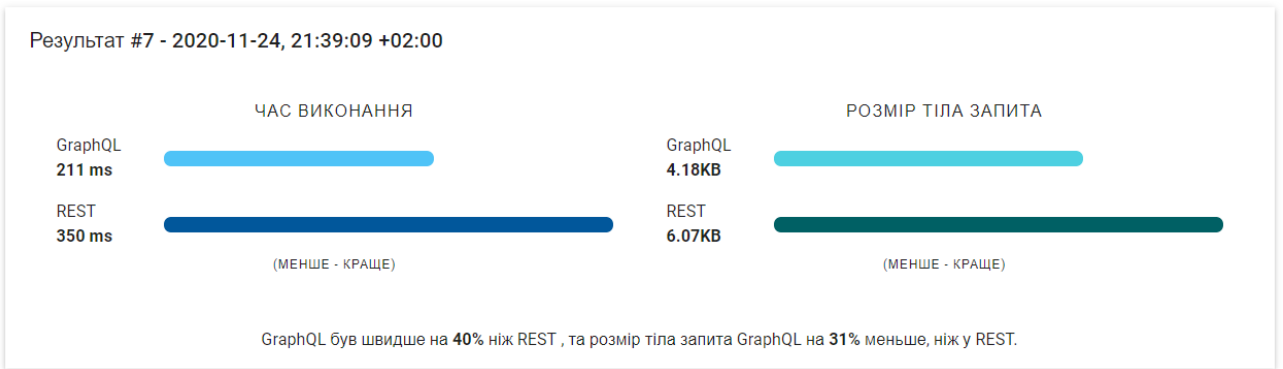 Результат #7 - 2020-11-24, 21:39:09 +02:00
ЧАС ВИКОНАННЯ
GraphQL
211 ms
REST
350 ms
(МЕНШЕ - КРАЩЕ)
РОЗМІР ТІЛА ЗАПИТА
GraphQL
4.18KB
REST
6.07KB
(МЕНШЕ - КРАЩЕ)
GraphQL був швидше на 40% ніж REST , та розмір тіла запита GraphQL на 31% меньше, ніж у REST.